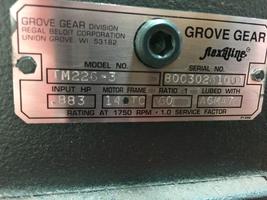 GROVE GEAR DIVISION
REGAL BELOIT CORPORATION
UNION GROVE, WI 53182
GROVE GEAR
flexaline
MODEL NO.
SERIAL NO.
TM226-3
INPUT HP
MOTOR FRAME
RATIO :1
LUBED WITH
.883
60
RATING AT 1750 RPM - 1.0 SERVICE FACTOR